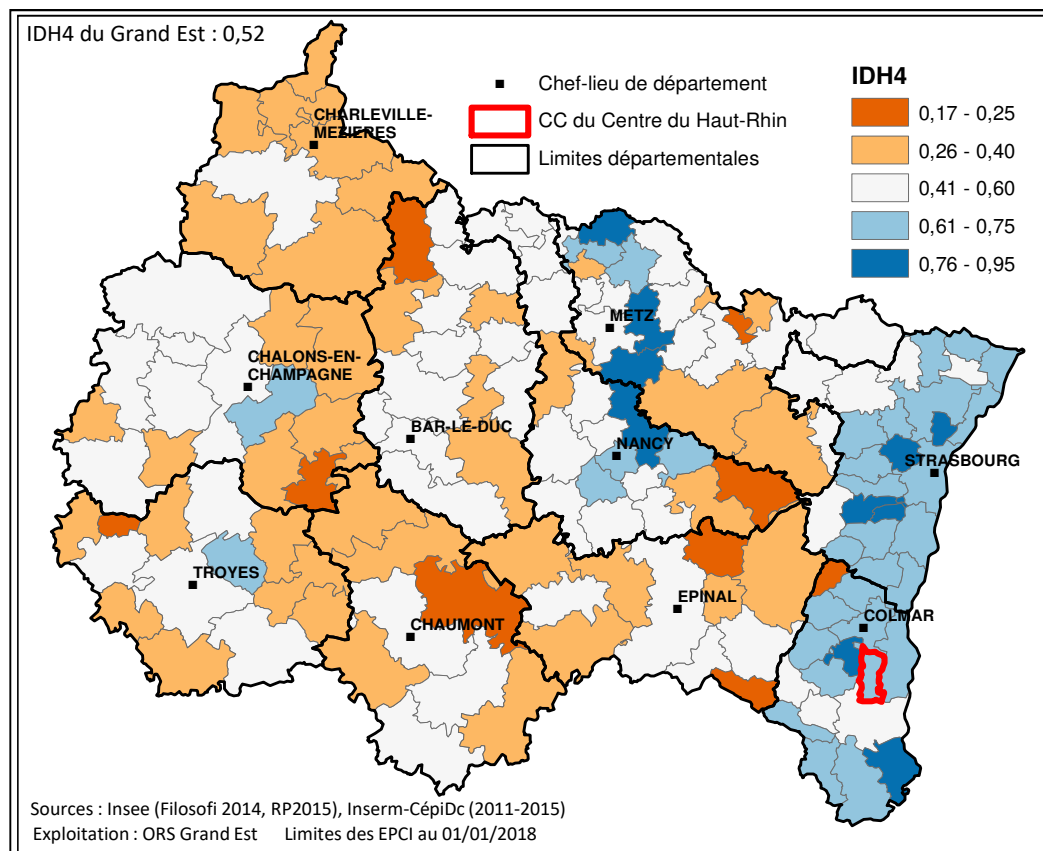 IDH4 du Grand Est : 0,52
IDH4
Chef-lieu de département
CC du Centre du Haut-Rhin
Limites départementales
0,17 - 0,25
0,26 - 0,40
0,41 - 0,60
0,61 - 0,75
0,76 - 0,95
CHARLEVILLE-
MEZIERES
METZ
CHALONS-EN-
CHAMPAGNE
BAR-LE-DUC
NANCY
STRASBOURG
TROYES
CHAUMONT
EPINAL
COLMAR
Sources : Insee (Filosofi 2014, RP2015), Inserm-CépiDc (2011-2015)
Exploitation : ORS Grand Est Limites des EPCI au 01/01/2018